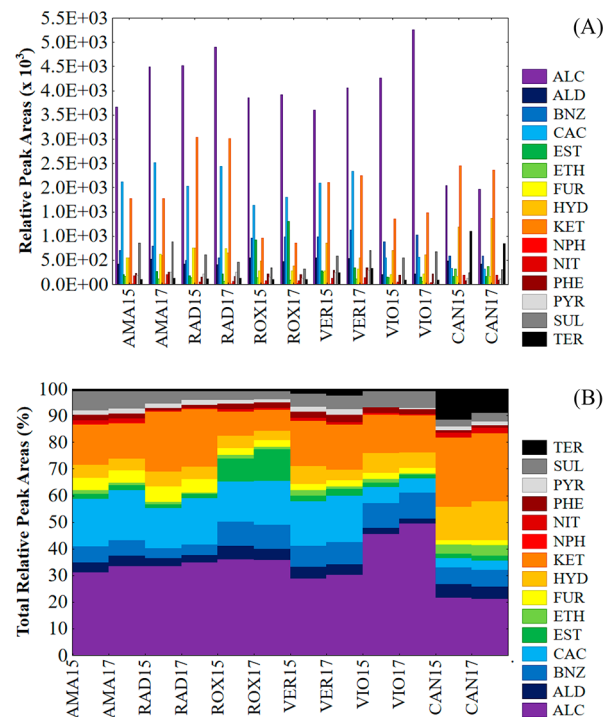 (A)
Relative Peak Areas (x 10³)
5.5E+03
5.0E+03
4.5E+03
4.0E+03
3.5E+03
3.0E+03
2.5E+03
2.0E+03
1.5E+03
1.0E+03
5.0E+02
0.0E+00
AMA15
AMA17
RAD15
RAD17
ROX15
ROX17
VER15
VER17
VIO15
VIO17
CAN15
CAN17
ALC
ALD
BNZ
CAC
EST
ETH
FUR
HYD
KET
NPH
NIT
PHE
PYR
SUL
TER
(B)
Total Relative Peak Areas (%)
100
90
80
70
60
50
40
30
20
10
0
AMA15
AMA17
RAD15
RAD17
ROX15
ROX17
VER15
VER17
VIO15
VIO17
CAN15
CAN17
TER
SUL
PYR
PHE
NIT
NPH
KET
HYD
FUR
ETH
EST
CAC
BNZ
ALD
ALC